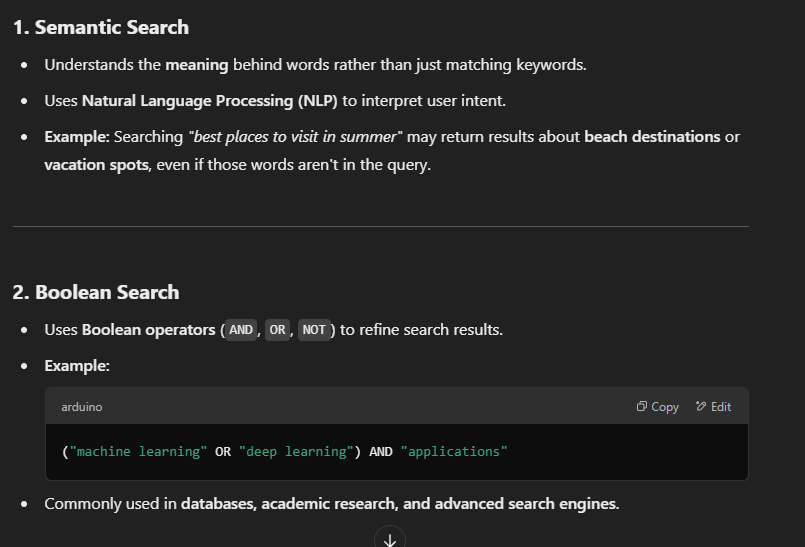 1. Semantic Search
• Understands the meaning behind words rather than just matching keywords.
• Uses Natural Language Processing (NLP) to interpret user intent.
• Example: Searching "best places to visit in summer" may return results about beach destinations or
vacation spots, even if those words aren't in the query.
2. Boolean Search
• Uses Boolean operators (AND, OR, NOT) to refine search results.
• Example:
arduino Copy Edit
("machine learning" OR "deep learning") AND "applications"
• Commonly used in databases, academic research, and advanced search engines.